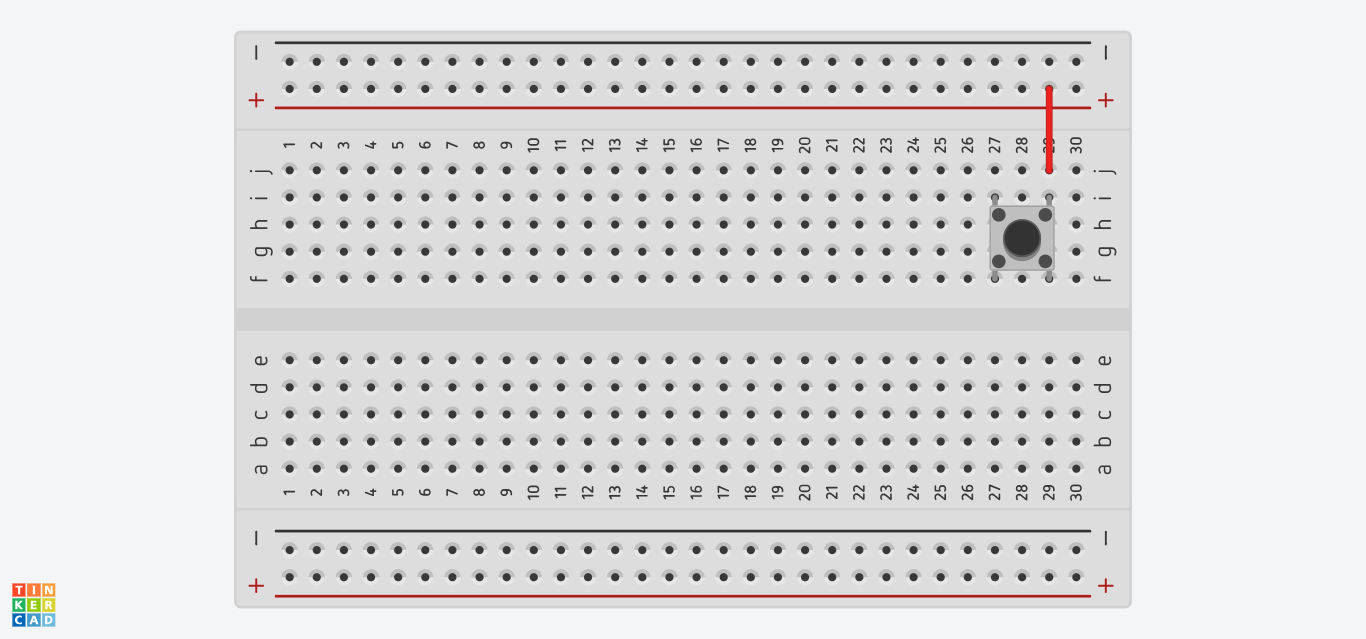 − −
+ +
1 2 3 4 5 6 7 8 9 10 11 12 13 14 15 16 17 18 19 20 21 22 23 24 25 26 27 28 29 30
j j
i i
h h
g g
f f
e e
d d
c c
b b
a a
1 2 3 4 5 6 7 8 9 10 11 12 13 14 15 16 17 18 19 20 21 22 23 24 25 26 27 28 29 30
− −
+ +
TIN
KER
CAD